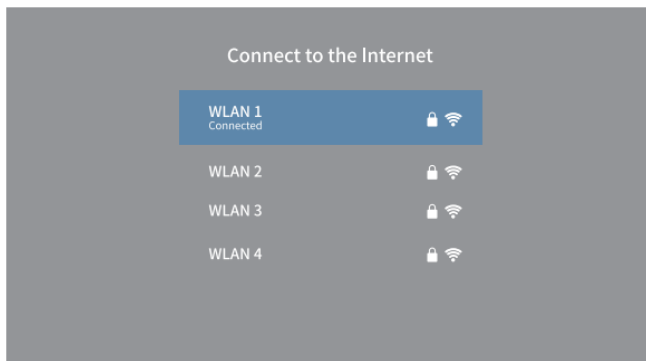 Connect to the Internet
WLAN 1
Connected
WLAN 2
WLAN 3
WLAN 4